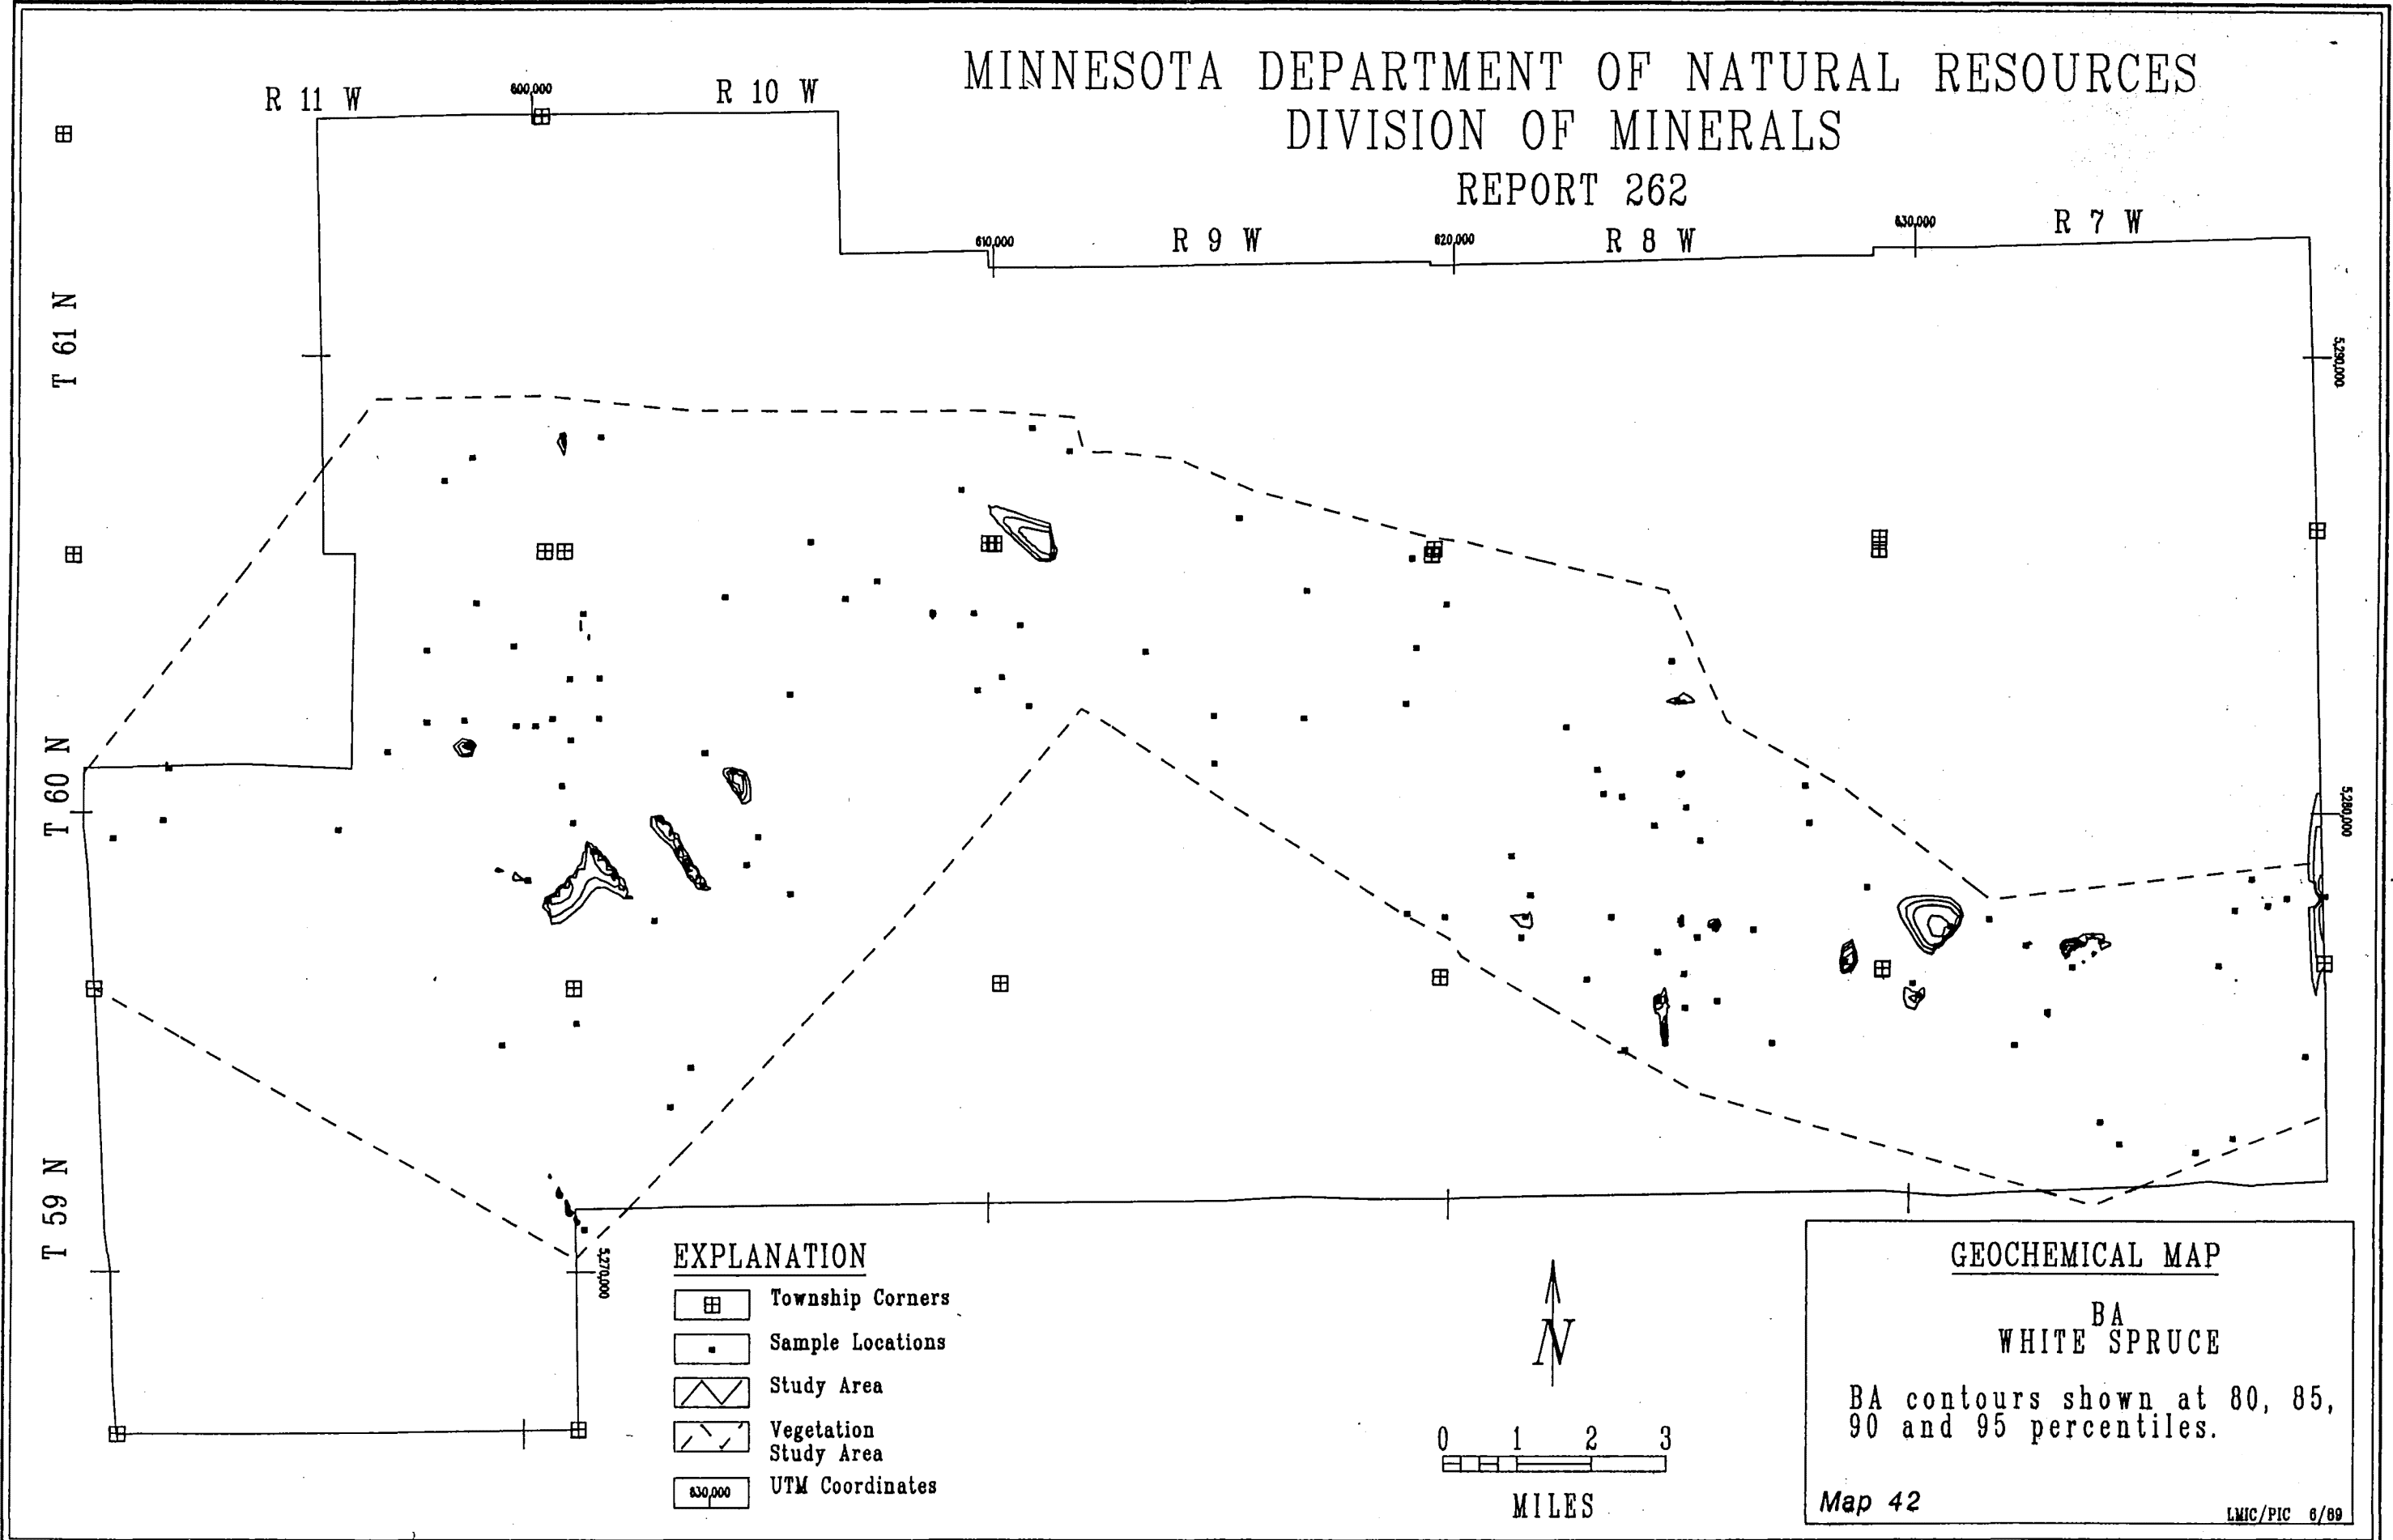 MINNESOTA DEPARTMENT OF NATURAL RESOURCES
DIVISION OF MINERALS
REPORT 262
R 11 W
600,000
R 10 W
610,000
R 9 W
620,000
R 8 W
630,000
R 7 W
T 61 N
5,290,000
T 60 N
5,280,000
T 59 N
5,270,000
EXPLANATION
Township Corners
Sample Locations
Study Area
Vegetation
Study Area
630,000 UTM Coordinates
N
0 1 2 3
MILES
GEOCHEMICAL MAP
BA
WHITE SPRUCE
BA contours shown at 80, 85,
90 and 95 percentiles.
Map 42
LMIC/PIC 6/89